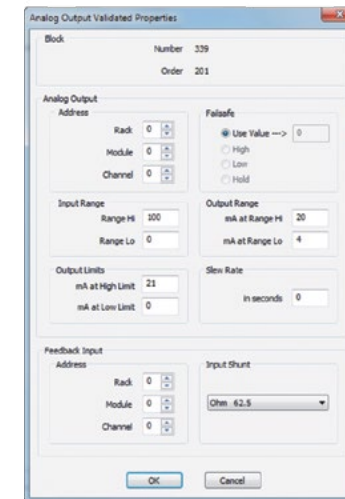 Analog Output Validated Properties
Block
Number 339
Order 201
Analog Output
Address
Rack 0
Module 0
Channel 0
Failsafe
Use Value ---> 0
High
Low
Hold
Input Range
Range Hi 100
Range Lo 0
Output Range
mA at Range Hi 20
mA at Range Lo 4
Output Limits
mA at High Limit 21
mA at Low Limit 0
Slew Rate
in seconds 0
Feedback Input
Address
Rack 0
Module 0
Channel 0
Input Shunt
Ohm 62.5
OK Cancel